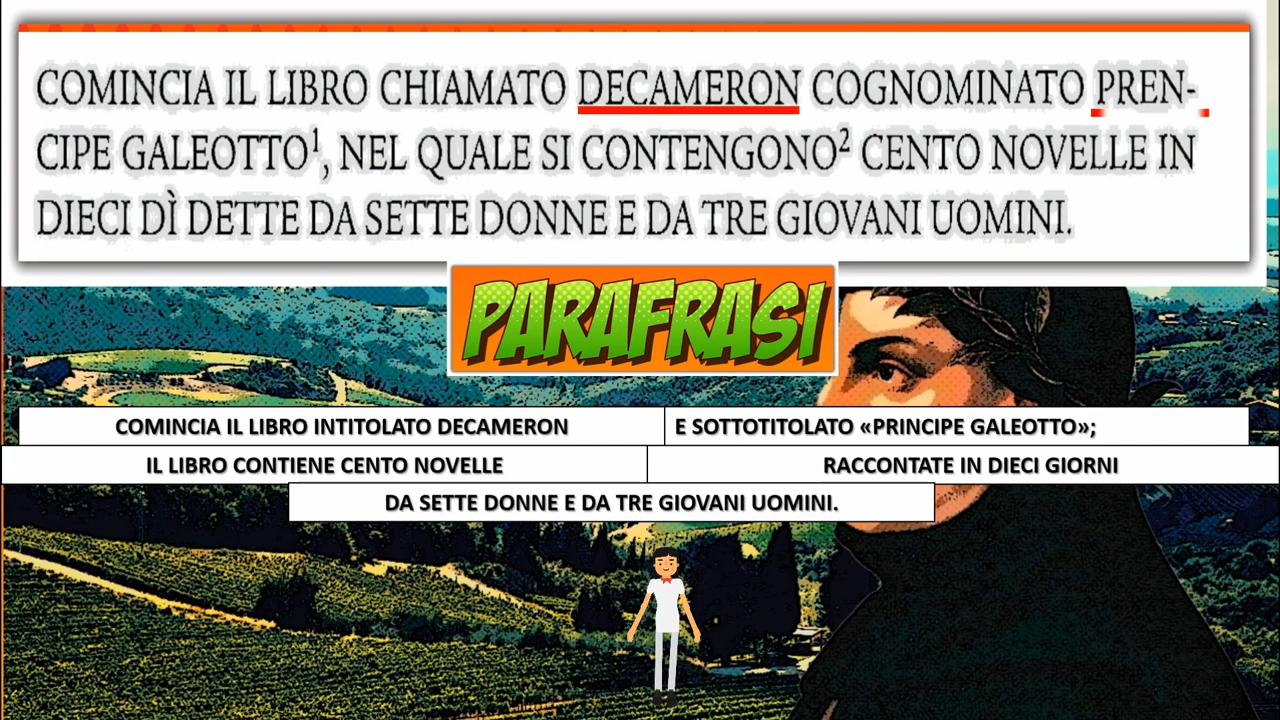 COMINCIA IL LIBRO CHIAMATO DECAMERON COGNOMINATO PREN-
CIPE GALEOTTO¹, NEL QUALE SI CONTENGONO² CENTO NOVELLE IN
DIECI DÌ DETTE DA SETTE DONNE E DA TRE GIOVANI UOMINI.
PARAFRASI
COMINCIA IL LIBRO INTITOLATO DECAMERON
E SOTTOTITOLATO «PRINCIPE GALEOTTO»;
IL LIBRO CONTIENE CENTO NOVELLE
RACCONTATE IN DIECI GIORNI
DA SETTE DONNE E DA TRE GIOVANI UOMINI.